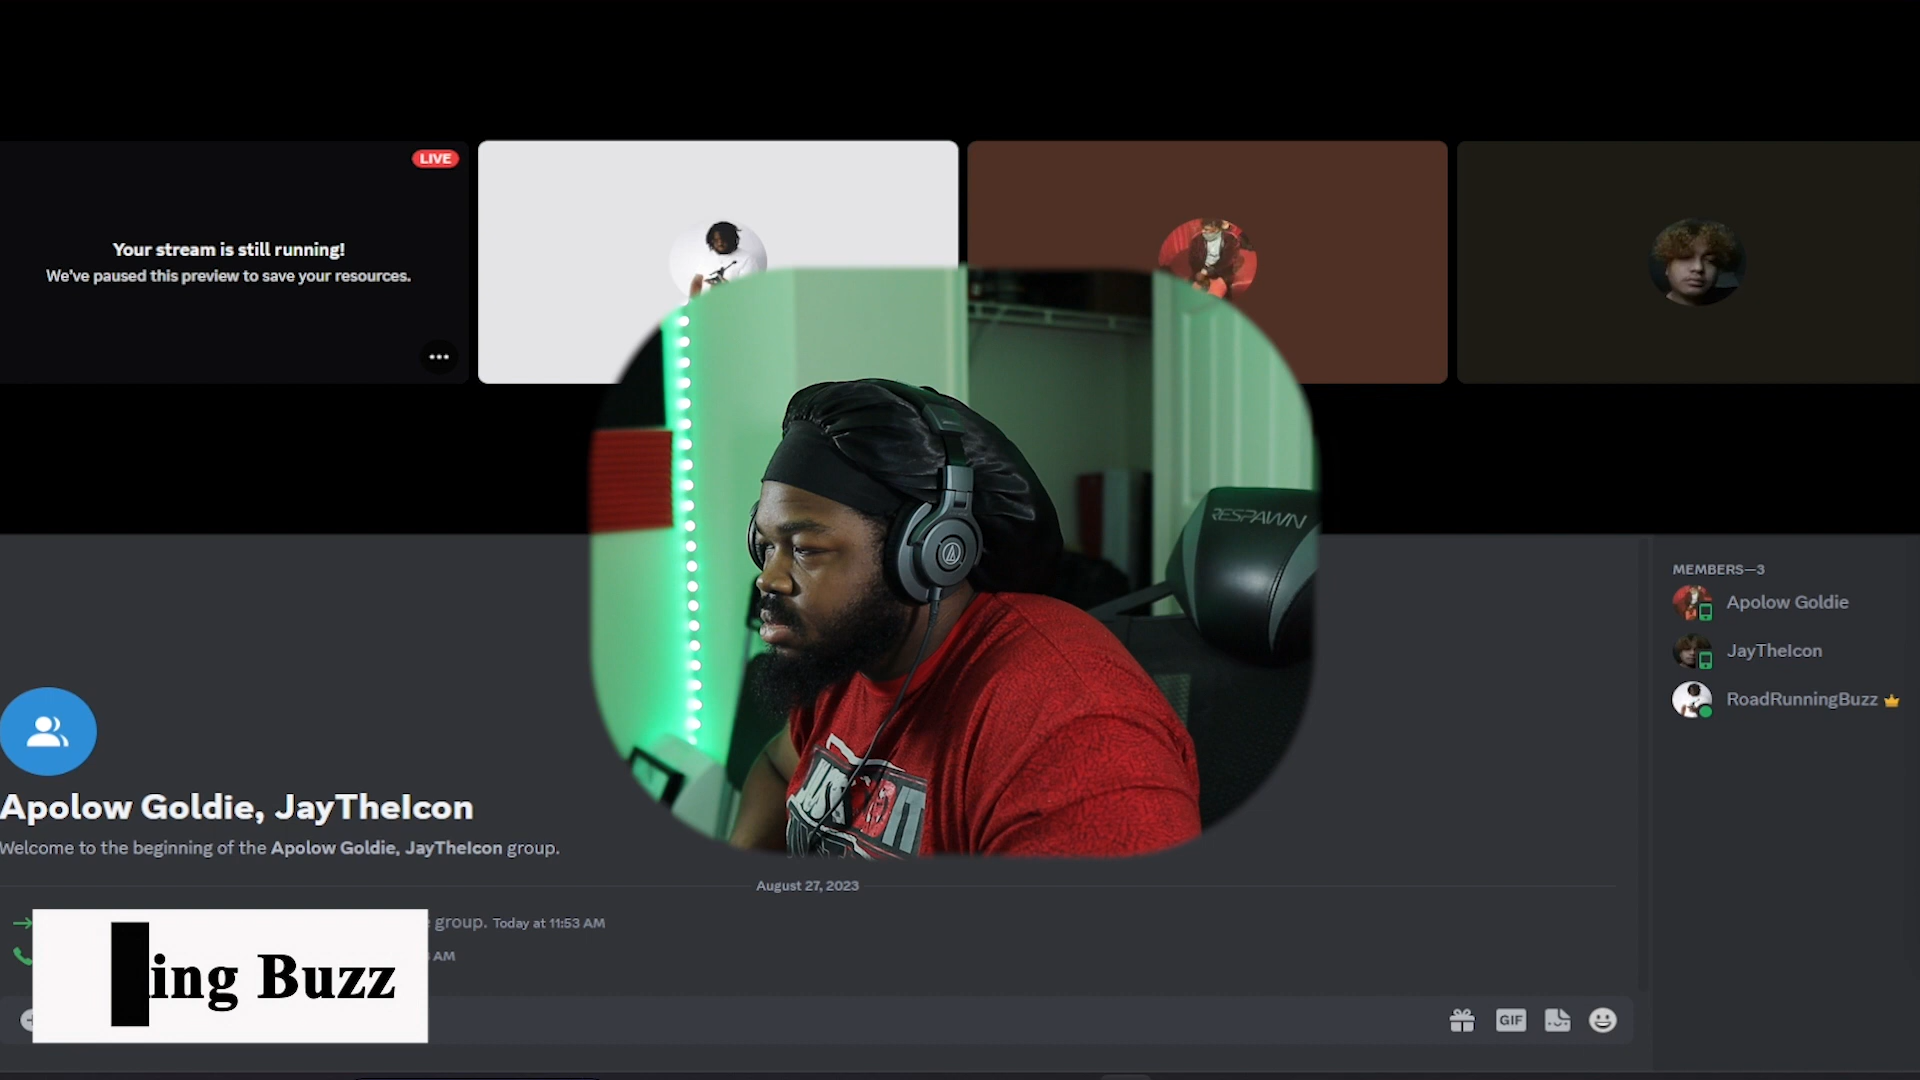 LIVE
Your stream is still running!
We've paused this preview to save your resources.
RESPAWN
MEMBERS—3
Apolow Goldie
JayTheIcon
RoadRunningBuzz
Apolow Goldie, JayTheIcon
Welcome to the beginning of the Apolow Goldie, JayTheIcon group.
August 27, 2023
group. Today at 11:53 AM
AM
ing Buzz
GIF